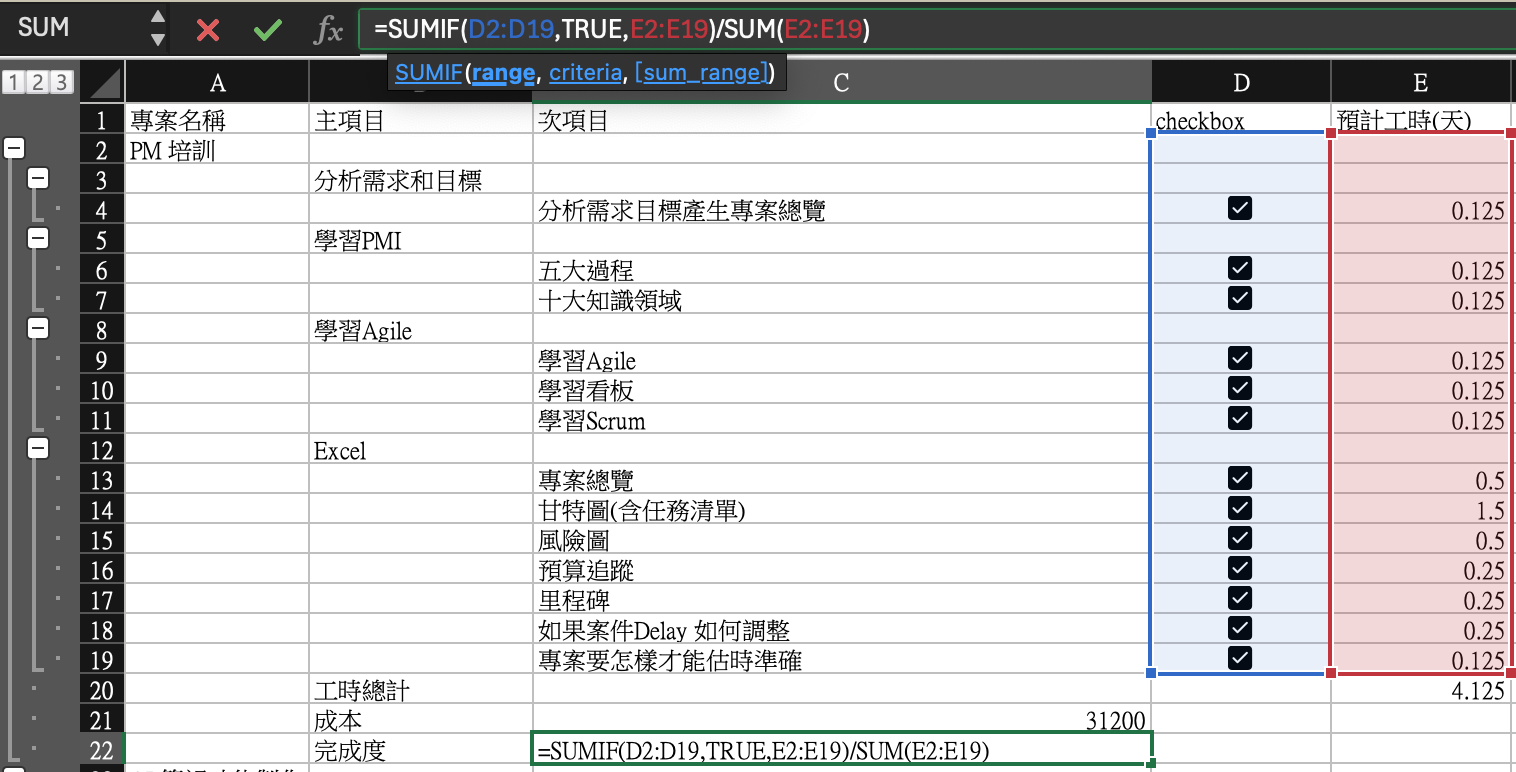 SUM fx =SUMIF(D2:D19,TRUE,E2:E19)/SUM(E2:E19)
SUMIF(range, criteria, [sum_range])
1 2 3 A C D E
1 專案名稱 主項目 次項目 checkbox 預計工時(天)
2 PM 培訓
3 分析需求和目標
4 分析需求目標產生專案總覽 0.125
5 學習PMI
6 五大過程 0.125
7 十大知識領域 0.125
8 學習Agile
9 學習Agile 0.125
10 學習看板 0.125
11 學習Scrum 0.125
12 Excel
13 專案總覽 0.5
14 甘特圖(含任務清單) 1.5
15 風險圖 0.5
16 預算追蹤 0.25
17 里程碑 0.25
18 如果案件Delay 如何調整 0.25
19 專案要怎樣才能估時準確 0.125
20 工時總計 4.125
21 成本 31200
22 完成度 =SUMIF(D2:D19,TRUE,E2:E19)/SUM(E2:E19)